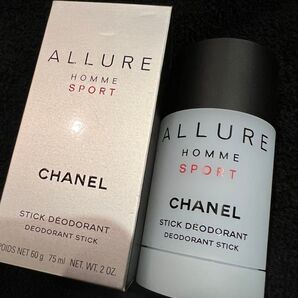 ALLURE
HOMME
SPORT
CHANEL
STICK DÉODORANT
DEODORANT STICK
POIDS NET 60 g 75 ml NET WT. 2 OZ.
ALLURE
HOMME
SPORT
CHANEL
STICK DÉODORANT
DEODORANT STICK